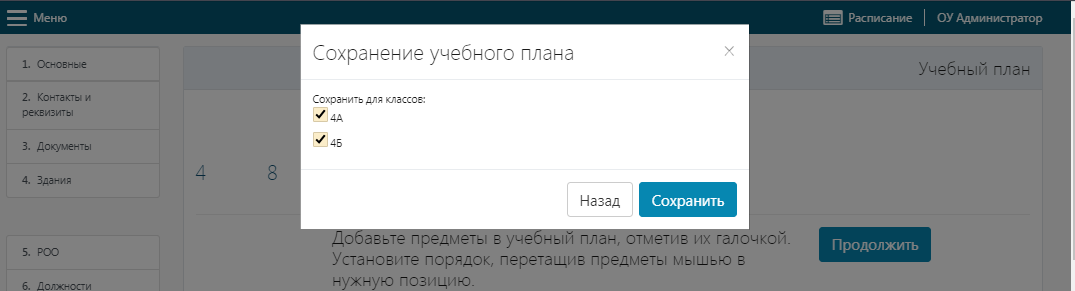 Меню
Расписание
ОУ Администратор
Сохранение учебного плана
×
1. Основные
2. Контакты и
реквизиты
3. Документы
4. Здания
5. РОО
6. Должности
Учебный план
Сохранить для классов:
4А
4Б
4
8
Назад
Сохранить
Добавьте предметы в учебный план, отметив их галочкой.
Установите порядок, перетащив предметы мышью в
нужную позицию.
Продолжить